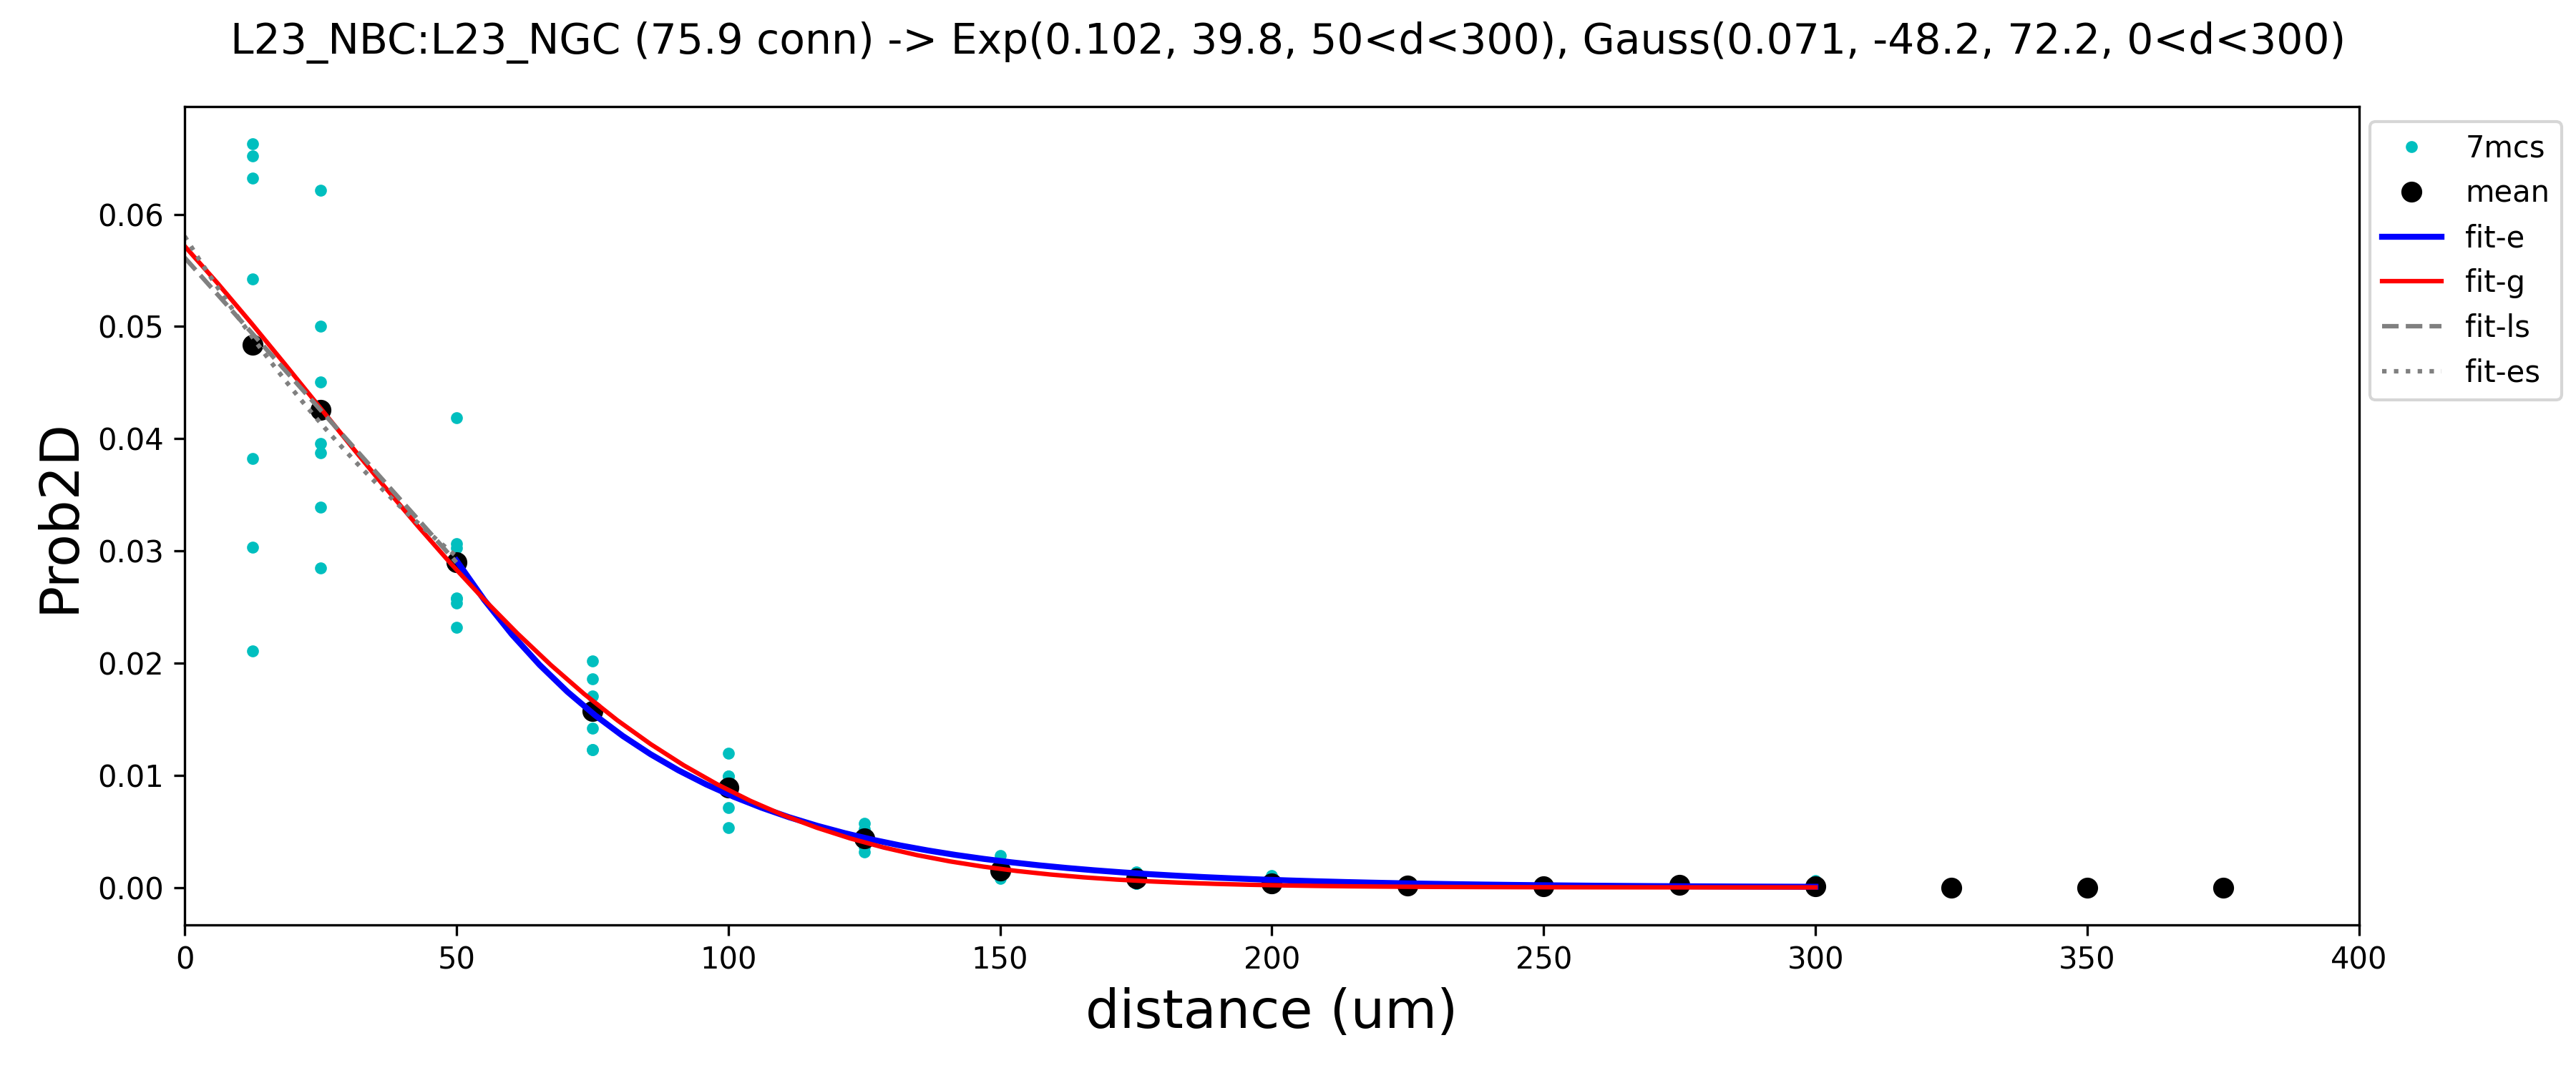 L23_NBC:L23_NGC (75.9 conn) -> Exp(0.102, 39.8, 50<d<300), Gauss(0.071, -48.2, 72.2, 0<d<300)
Prob2D
0.06
0.05
0.04
0.03
0.02
0.01
0.00
0 50 100 150 200 250 300 350 400
distance (um)
7mcs
mean
fit-e
fit-g
fit-ls
fit-es